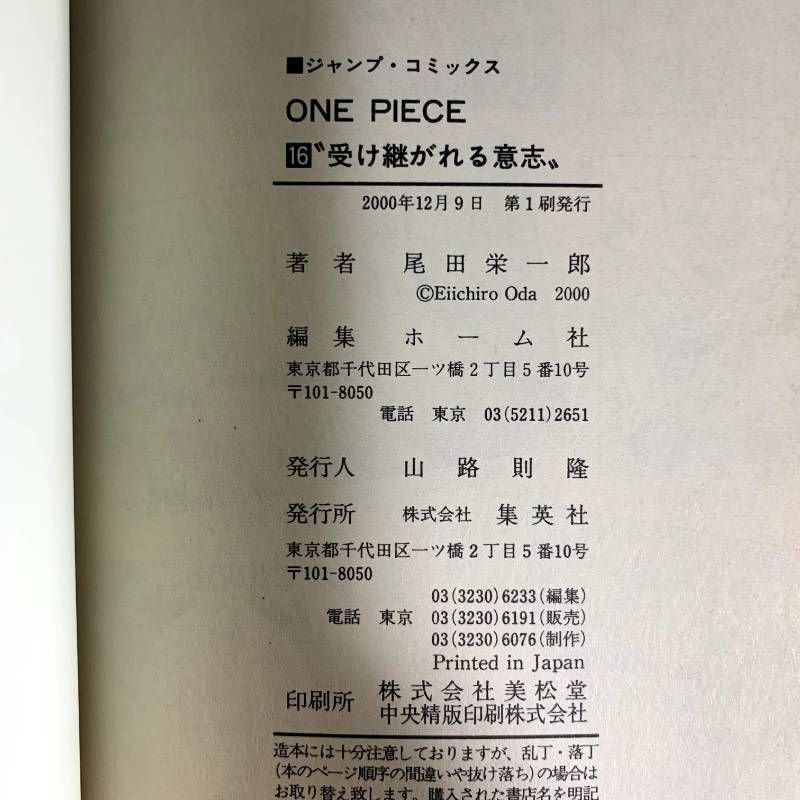 ■ジャンプ・コミックス
ONE PIECE
16〝受け継がれる意志〟
2000年12月9日 第1刷発行
著者 尾田栄一郎
©Eiichiro Oda 2000
編集 ホーム社
東京都千代田区一ツ橋2丁目5番10号
〒101-8050
電話 東京 03(5211)2651
発行人 山路則隆
発行所 株式会社 集英社
東京都千代田区一ツ橋2丁目5番10号
〒101-8050
03(3230)6233(編集)
電話 東京 03(3230)6191(販売)
03(3230)6076(制作)
Printed in Japan
印刷所 株式会社美松堂
中央精版印刷株式会社
造本には十分注意しておりますが、乱丁・落丁
(本のページ順序の間違いや抜け落ち)の場合は
お取り替え致します。購入された書店名を明記